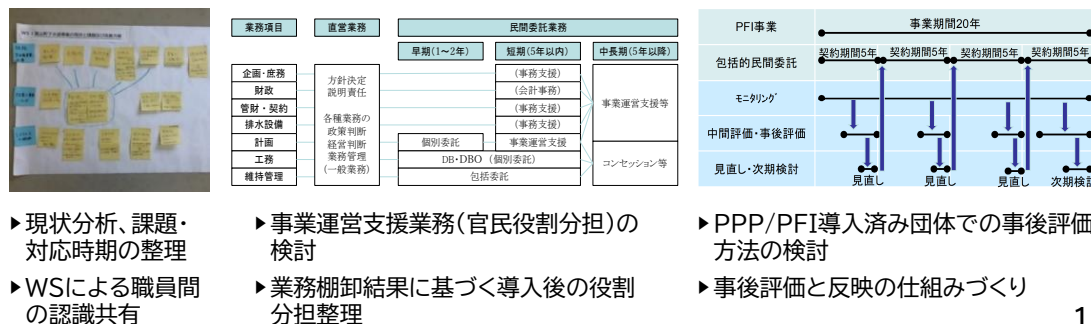 業務項目
直営業務
民間委託業務
早期(1~2年)
短期(5年以内)
中長期(5年以降)
企画・庶務
財政
管財・契約
排水設備
計画
工務
維持管理
方針決定
説明責任
各種業務の
政策判断
経営判断
業務管理
(一般業務)
(事務支援)
(会計事務)
(事務支援)
(事務支援)
個別委託
事業運営支援
DB・DBO (個別委託)
包括委託
事業運営支援等
コンセッション等
PFI事業
事業期間20年
包括的民間委託
契約期間5年 契約期間5年 契約期間5年 契約期間5年
モニタリング
中間評価・事後評価
見直し・次期検討
見直し 見直し 見直し 次期検討
▶現状分析、課題・
対応時期の整理
▶WSによる職員間
の認識共有
▶事業運営支援業務(官民役割分担)の
検討
▶業務棚卸結果に基づく導入後の役割
分担整理
▶PPP/PFI導入済み団体での事後評価
方法の検討
▶事後評価と反映の仕組みづくり
1